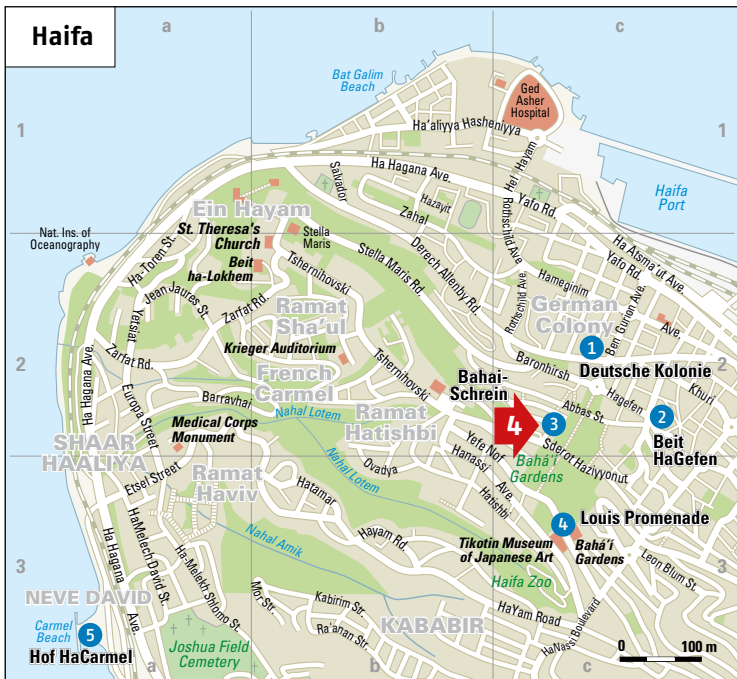 Haifa
a
b
c
1
1
Bat Galim
Beach
Ged
Asher
Hospital
Ha'aliyya Hasheniyya
Ha Hagana Ave.
Hel Hayam
Yafo Rd.
Haifa
Port
Salvador
Hazayit
Zahal
Rothschild Ave
Ein Hayam
Nat. Ins. of
Oceanography
St. Theresa's
Church
Stella
Maris
Beit
ha-Lokhem
Ha-Toren St.
Jean Jaures St.
Yetsiat
Zarfat Rd.
Tshernihovski
Stella Maris Rd.
Derech Allenby Rd.
Ha Atsma'ut Ave.
Yafo Rd.
Hameginim
Ave.
Rothschild Ave.
German
Colony
Ben Gurion Ave.
Ramat
Sha'ul
Krieger Auditorium
1
Deutsche Kolonie
2
2
Ha Hagana Ave.
Zarfat Rd.
Europa Street
Barravhai
French
Carmel
Tshernihovski
Baronhirsh
Bahai-
Schrein
4
3
Abbas St.
Hagefen
Khuri
2
Beit
HaGefen
Medical Corps
Monument
Nahal Lotem
Ramat
Hatishbi
SHAAR
HAALIYA
Etsel Street
Ramat
Haviv
Nahal Lotem
Ovadya
Yefe Nof
Hanassi Ave.
Hatishbi
Bahá'í
Gardens
Sderot Haziyyonut
Hatamar
Nahal Amik
Hayam Rd.
4
Louis Promenade
Tikotin Museum
of Japanese Art
Bahá'í
Gardens
Leon Blum St.
3
3
Haifa Zoo
Ha Hagana
Ave.
HaMelech David St.
Ha-Melekh Shlomo St.
NEVE DAVID
Carmel
Beach
5
Hof HaCarmel
Mor Str.
Kabirim Str.
Ra'anan Str.
KABABIR
HaYam Road
HaNassi Boulevard
Joshua Field
Cemetery
0
100 m
a
b
c